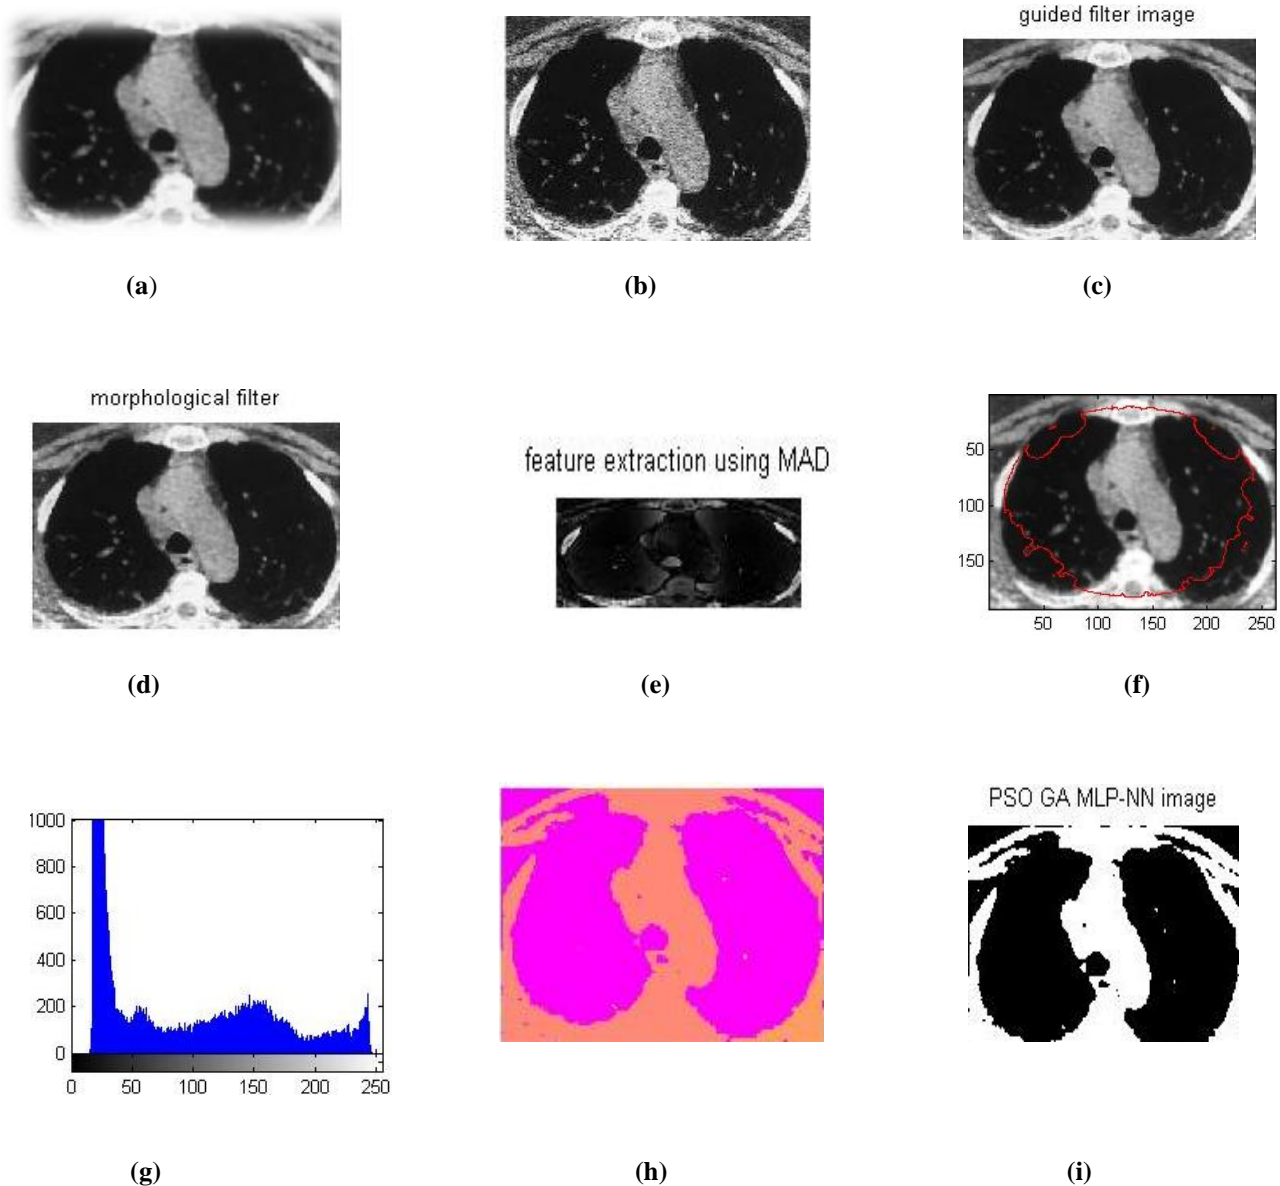 guided filter image
(a)
(b)
(c)
morphological filter
feature extraction using MAD
50
100
150
50 100 150 200 250
(d)
(e)
(f)
1000
800
600
400
200
0
0 50 100 150 200 250
PSO GA MLP-NN image
(g)
(h)
(i)